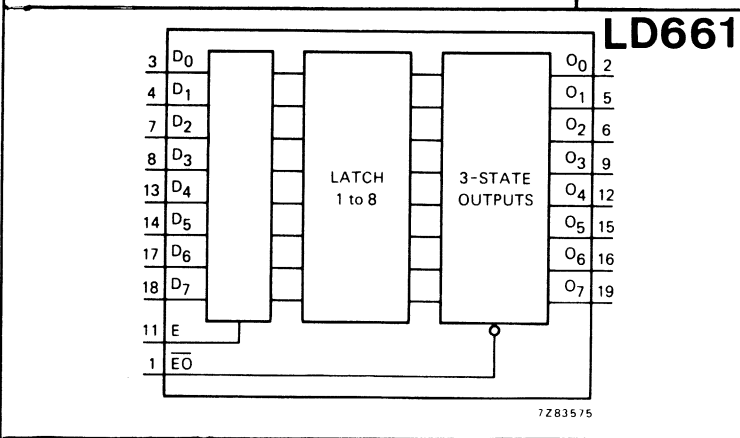 LD661
3 D0 O0 2
4 D1 O1 5
7 D2 O2 6
8 D3 O3 9
13 D4 LATCH 3-STATE O4 12
1 to 8 OUTPUTS
14 D5 O5 15
17 D6 O6 16
18 D7 O7 19
11 E
1 E̅O̅
7Z83575